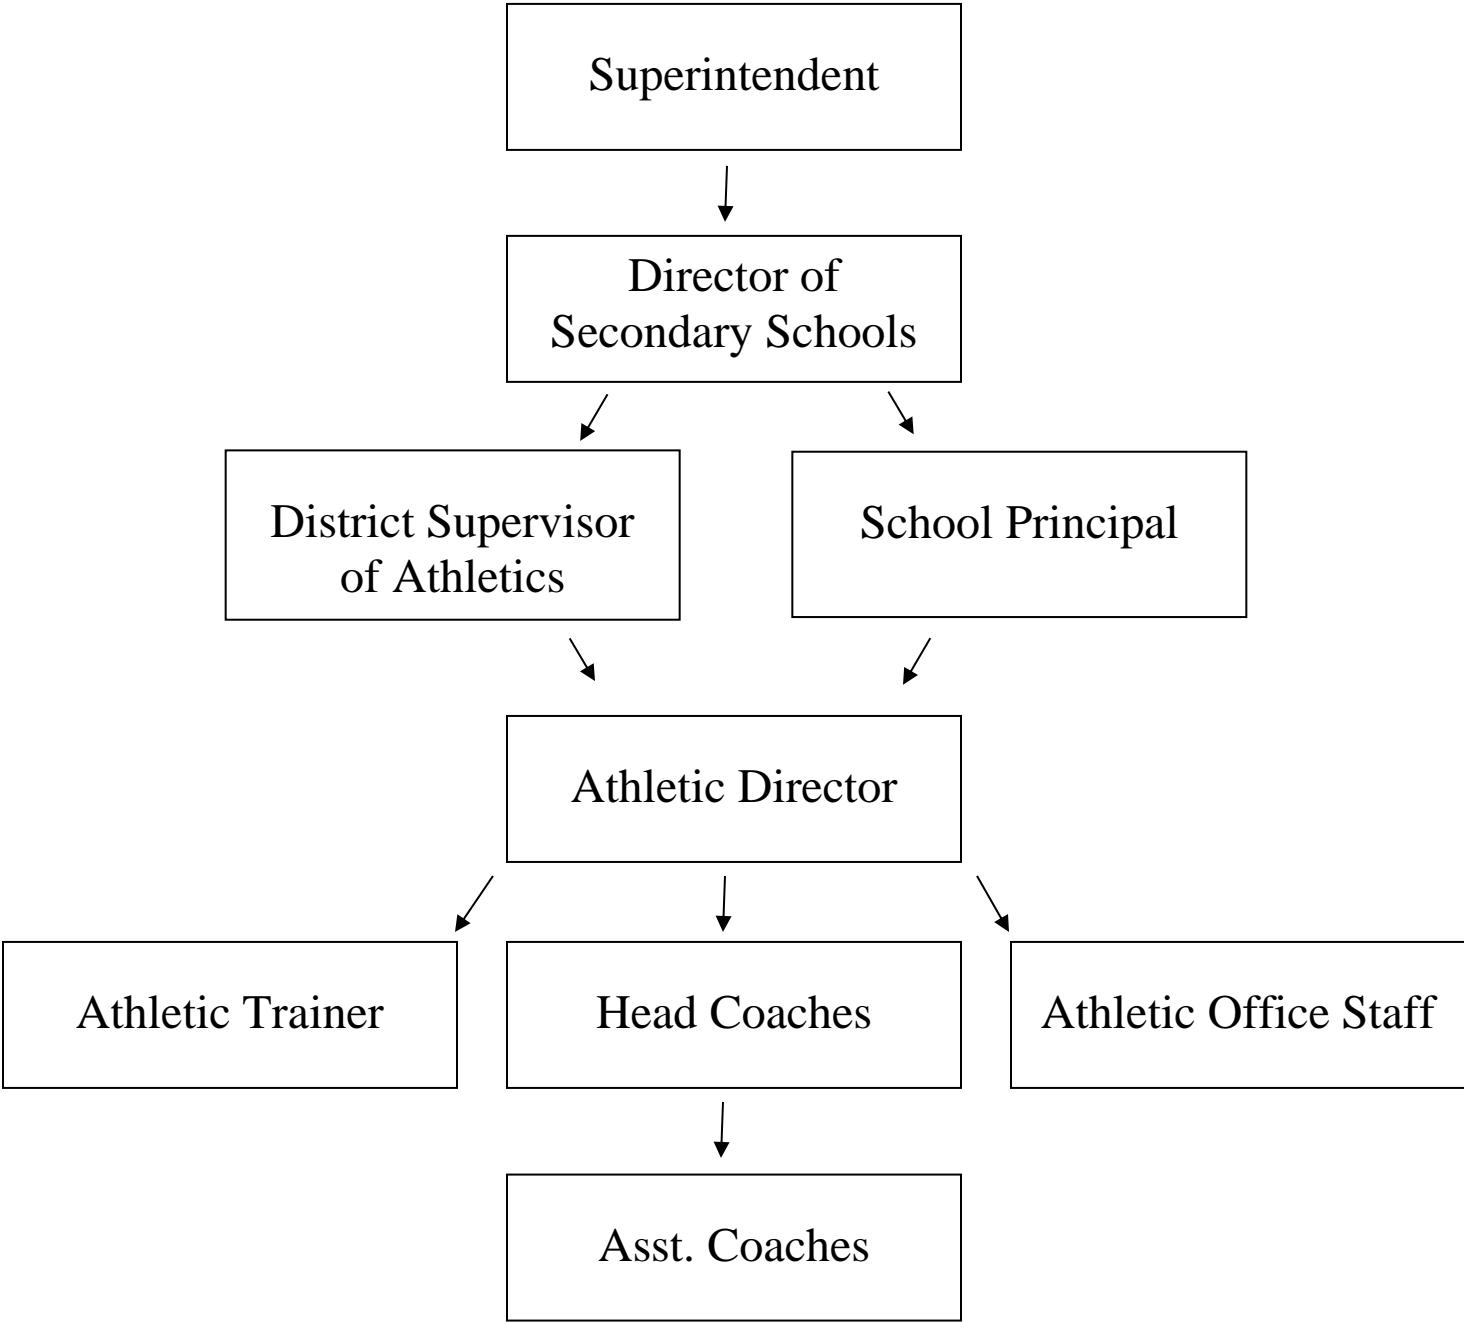 Superintendent
Director of
Secondary Schools
District Supervisor
of Athletics
School Principal
Athletic Director
Athletic Trainer
Head Coaches
Athletic Office Staff
Asst. Coaches